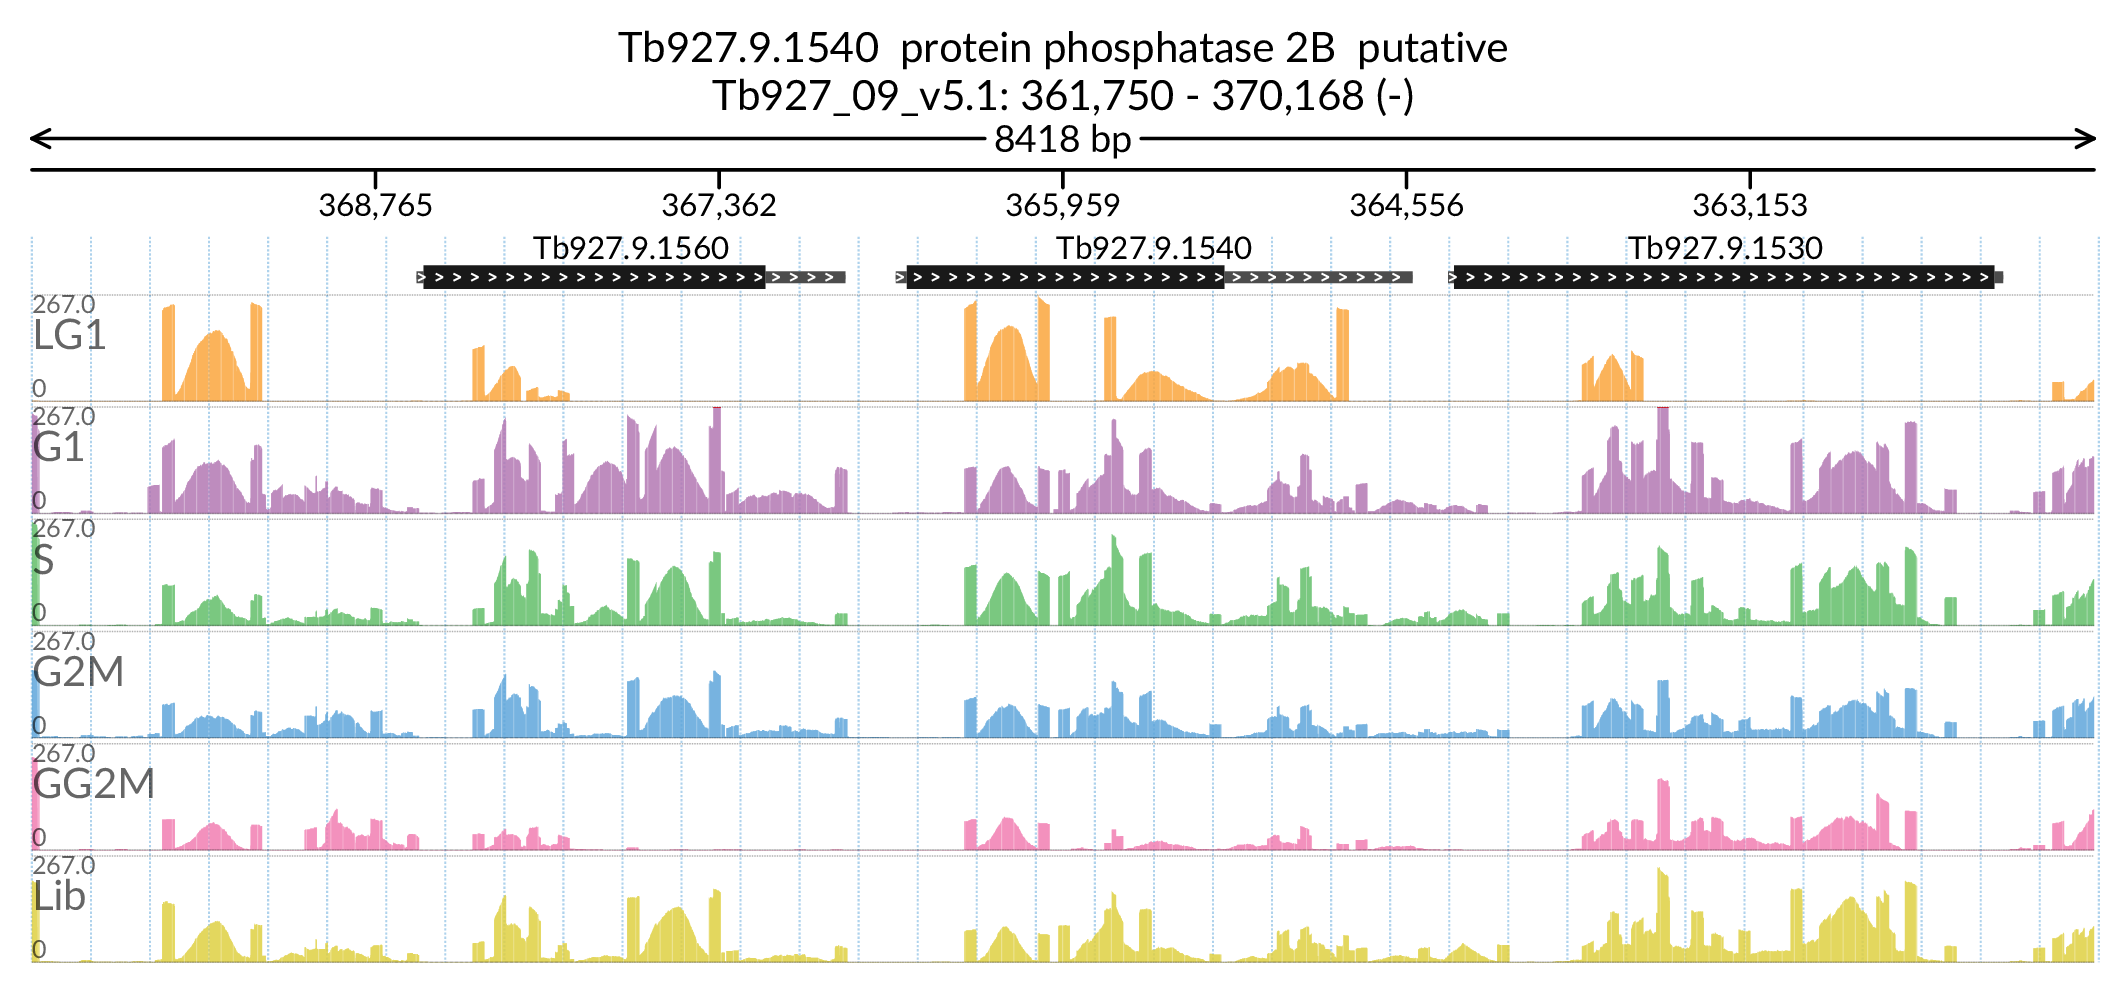 Tb927.9.1540  protein phosphatase 2B  putative
Tb927_09_v5.1: 361,750 - 370,168 (-)
8418 bp
368,765 367,362 365,959 364,556 363,153
Tb927.9.1560 Tb927.9.1540 Tb927.9.1530
267.0
LG1
0
267.0
G1
0
267.0
S
0
267.0
G2M
0
267.0
GG2M
0
267.0
Lib
0